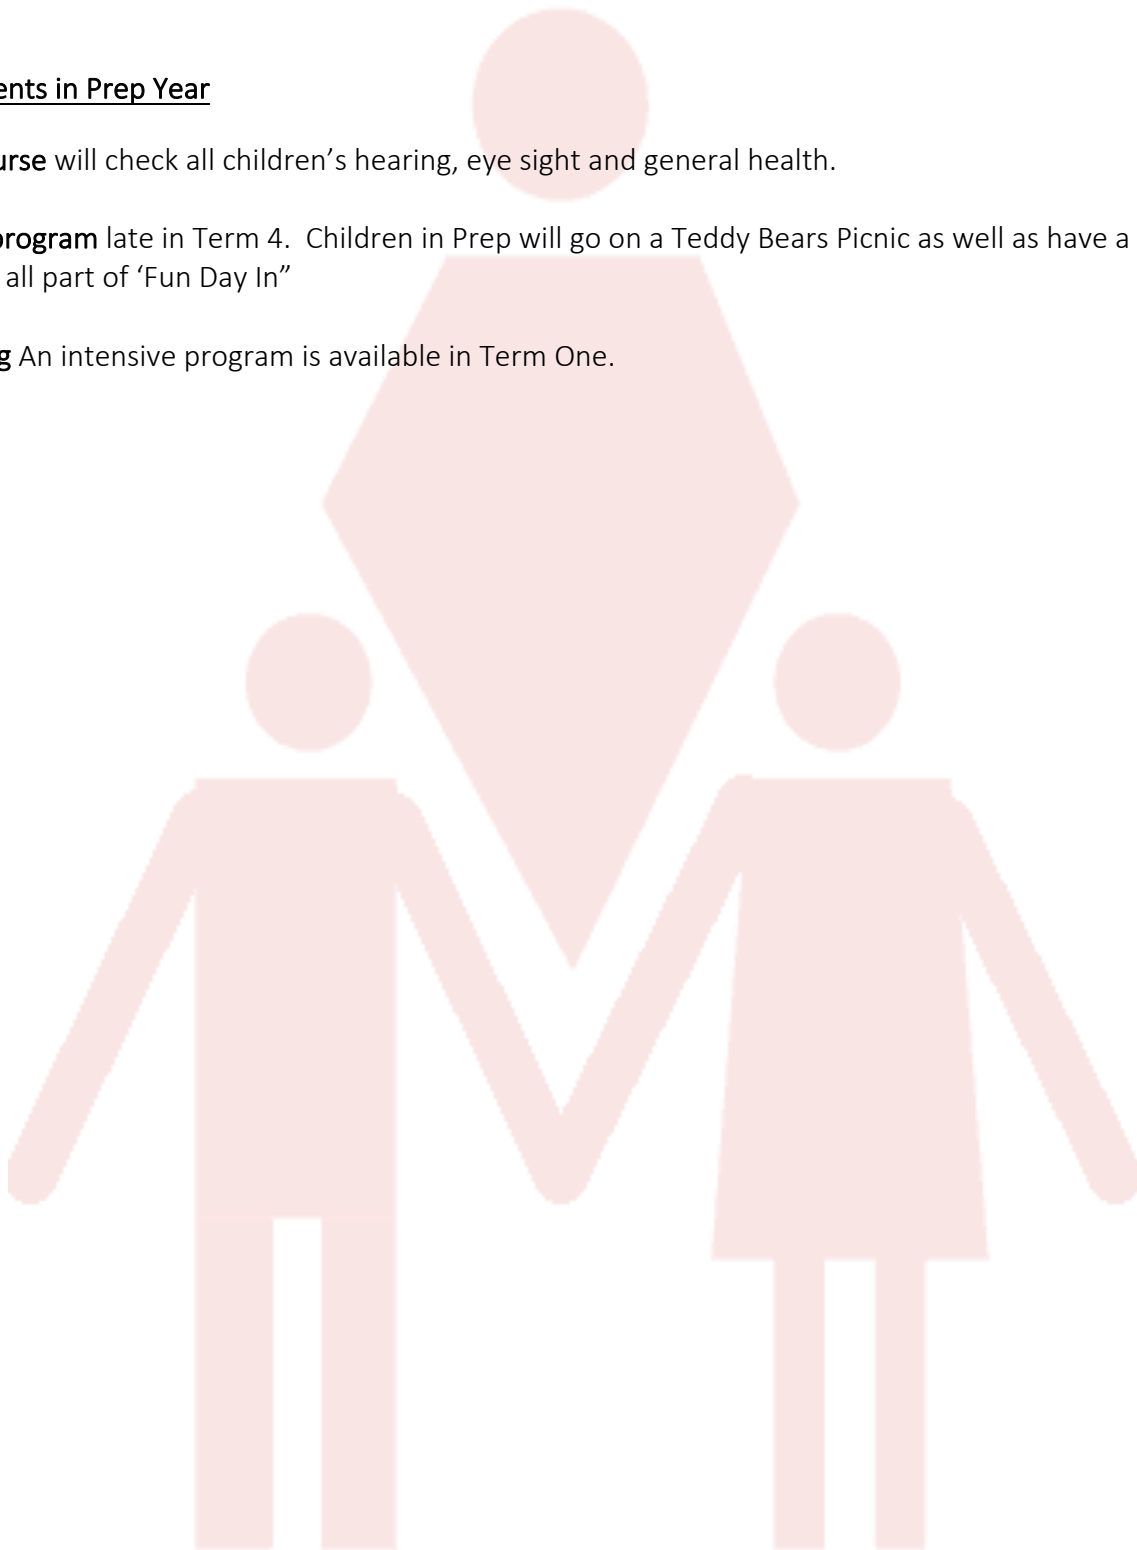 ents in Prep Year
urse will check all children’s hearing, eye sight and general health.
program late in Term 4.  Children in Prep will go on a Teddy Bears Picnic as well as have a
all part of ‘Fun Day In”
g An intensive program is available in Term One.